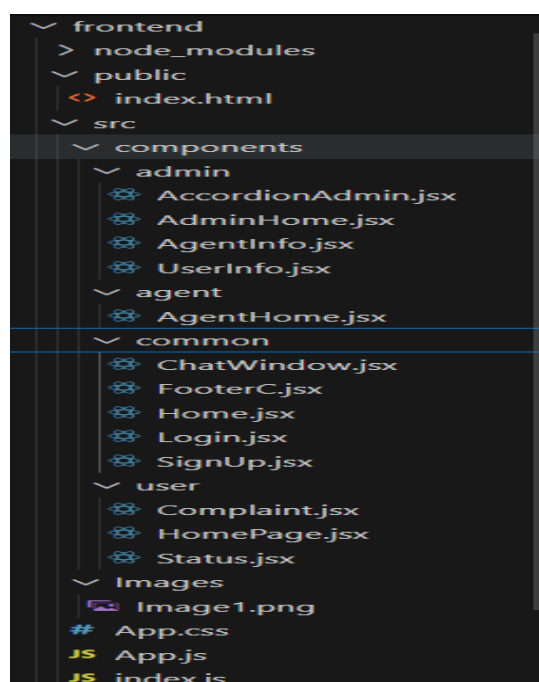 frontend
node_modules
public
<> index.html
src
components
admin
AccordionAdmin.jsx
AdminHome.jsx
AgentInfo.jsx
UserInfo.jsx
agent
AgentHome.jsx
common
ChatWindow.jsx
FooterC.jsx
Home.jsx
Login.jsx
SignUp.jsx
user
Complaint.jsx
HomePage.jsx
Status.jsx
Images
Image1.png
# App.css
JS App.js
JS index.js